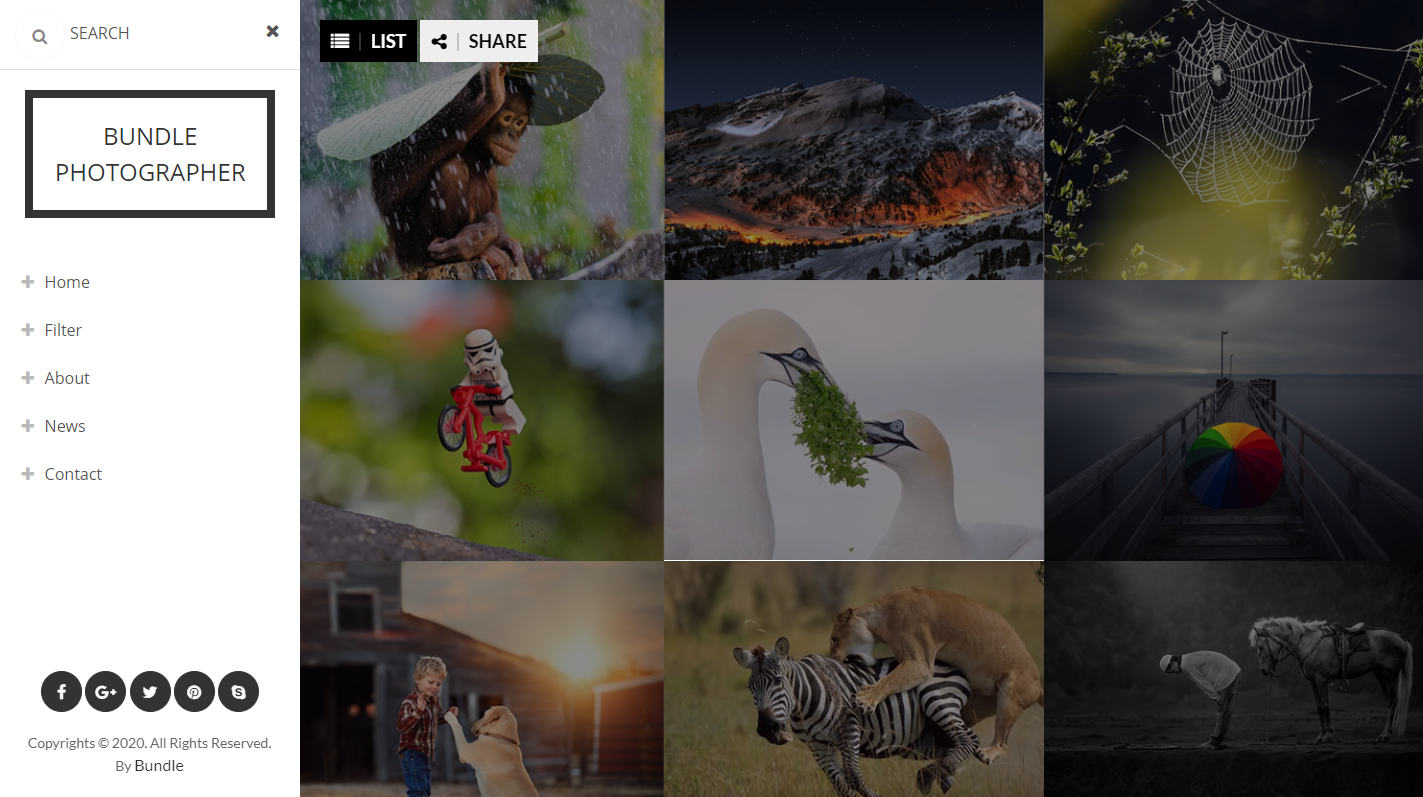 SEARCH
LIST
SHARE
BUNDLE
PHOTOGRAPHER
Home
Filter
About
News
Contact
Copyrights © 2020. All Rights Reserved.
By Bundle